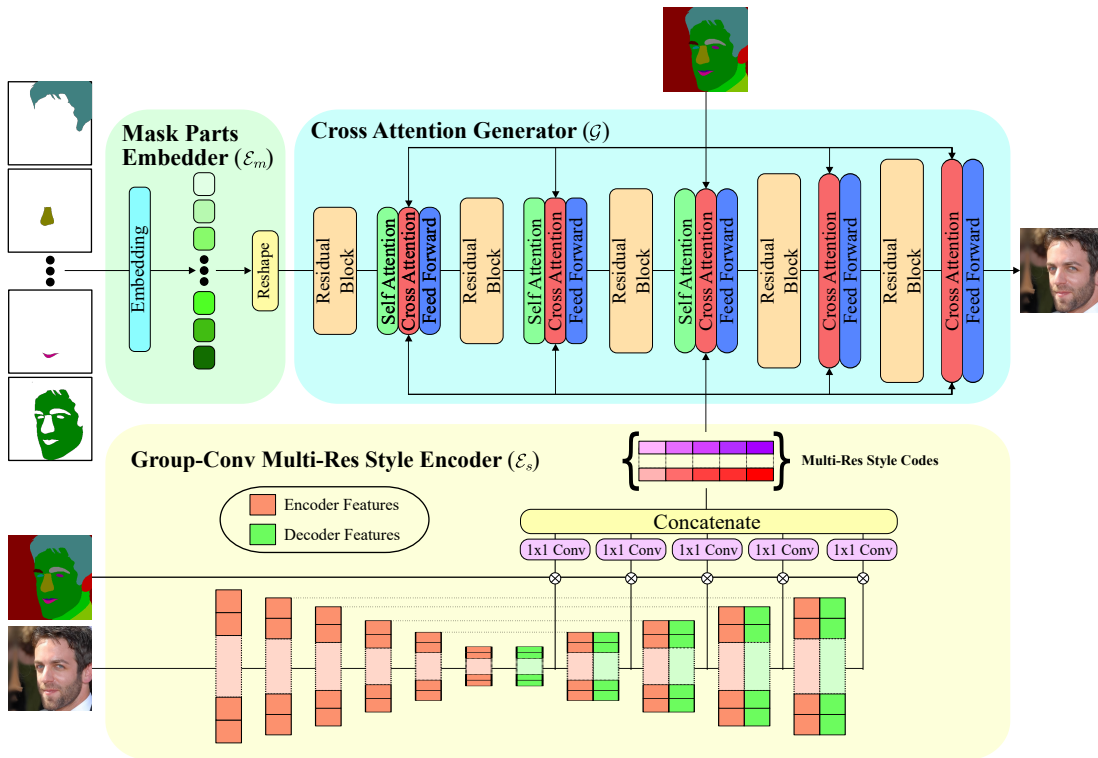 Mask Parts
Embedder (ℰm)
Cross Attention Generator (𝒢)
Embedding
Reshape
Residual
Block
Self Attention
Cross Attention
Feed Forward
Residual
Block
Self Attention
Cross Attention
Feed Forward
Residual
Block
Self Attention
Cross Attention
Feed Forward
Residual
Block
Cross Attention
Feed Forward
Residual
Block
Cross Attention
Feed Forward
Group-Conv Multi-Res Style Encoder (ℰs)
Multi-Res Style Codes
Encoder Features
Decoder Features
Concatenate
1x1 Conv 1x1 Conv 1x1 Conv 1x1 Conv 1x1 Conv